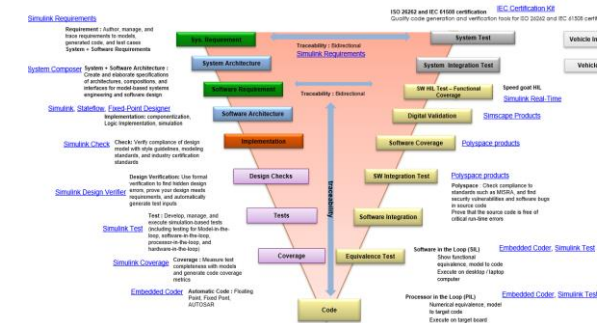 ISO 26262 and IEC 61508 certification
IEC Certification Kit
Quality code generation and verification tools for ISO 26262 and IEC 61508 certif
Simulink Requirements
Requirement : Author, manage, and
trace requirements to models,
generated code, and test cases
System + Software Requirements
Sys. Requirement
Traceability : Bidirectional
Simulink Requirements
System Test
Vehicle In
System Composer
System + Software Architecture :
Create and elaborate specifications
of architectures, compositions, and
interfaces for model-based systems
engineering and software design
System Architecture
System Integration Test
Vehicle
Software Requirement
Traceability : Bidirectional
SW HIL Test – Functional
Coverage
Speed goat HIL
Simulink Real-Time
Simulink, Stateflow, Fixed-Point Designer
Implementation: componentization,
Logic implementation, simulation
Software Architecture
Digital Validation
Simscape Products
Simulink Check
Check: Verify compliance of design
model with style guidelines, modeling
standards, and industry certification
standards
Implementation
Software Coverage
Polyspace products
Simulink Design Verifier
Design Verification: Use formal
verification to find hidden design
errors, prove your design meets
requirements, and automatically
generate test inputs
Design Checks
traceability
SW Integration Test
Polyspace products
Polyspace : Check compliance to
standards such as MISRA, and find
security vulnerabilities and software bugs
in source code
Prove that the source code is free of
critical run-time errors
Simulink Test
Test : Develop, manage, and
execute simulation-based tests
(including testing for Model-in-the-
loop, software-in-the-loop,
processor-in-the-loop, and
hardware-in-the-loop)
Tests
Software Integration
Simulink Coverage
Coverage : Measure test
completeness with models
and generate code coverage
metrics
Coverage
Equivalence Test
Software in the Loop (SIL)
Show functional
equivalence, model to code
Execute on desktop / laptop
computer
Embedded Coder, Simulink Test
Embedded Coder
Automatic Code : Floating
Point, Fixed Point,
AUTOSAR
Code
Processor in the Loop (PIL)
Numerical equivalence, model
to target code
Execute on target board
Embedded Coder, Simulink Test